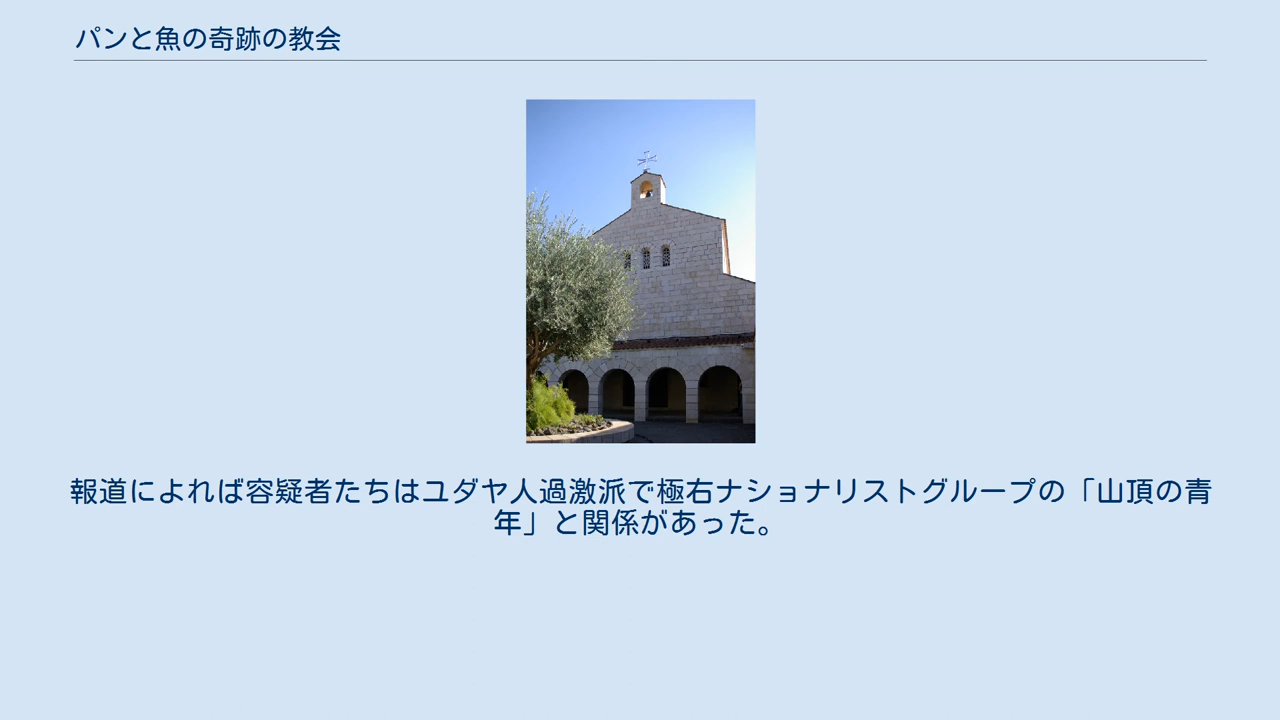 パンと魚の奇跡の教会
報道によれば容疑者たちはユダヤ人過激派で極右ナショナリストグループの「山頂の青
年」と関係があった。